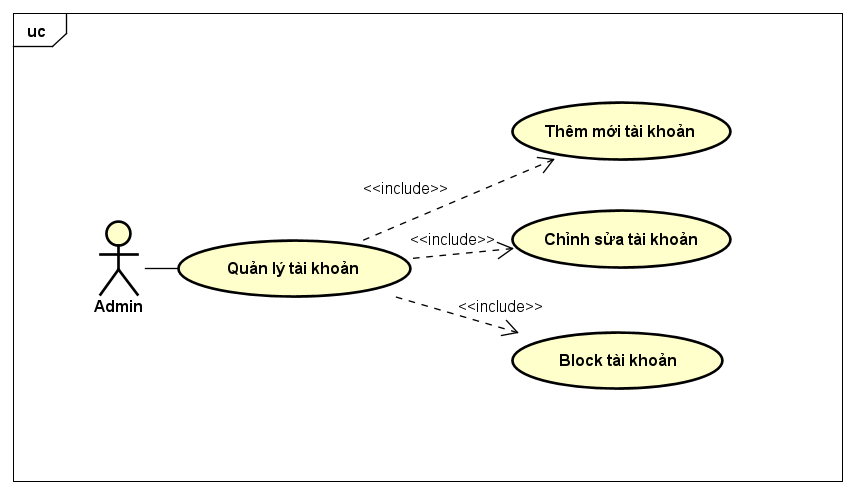 uc
Thêm mới tài khoản
<<include>>
<<include>>
Chỉnh sửa tài khoản
Quản lý tài khoản
Admin
<<include>>
Block tài khoản